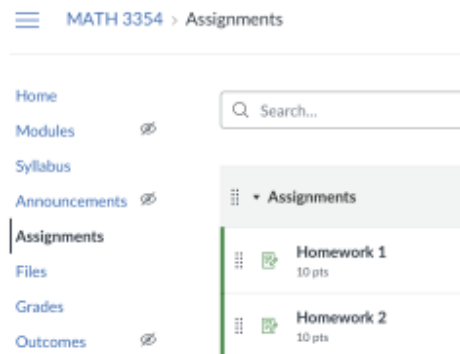 MATH 3354 > Assignments
Home
Modules
Syllabus
Announcements
Assignments
Files
Grades
Outcomes
Search...
Assignments
Homework 1
10 pts
Homework 2
10 pts